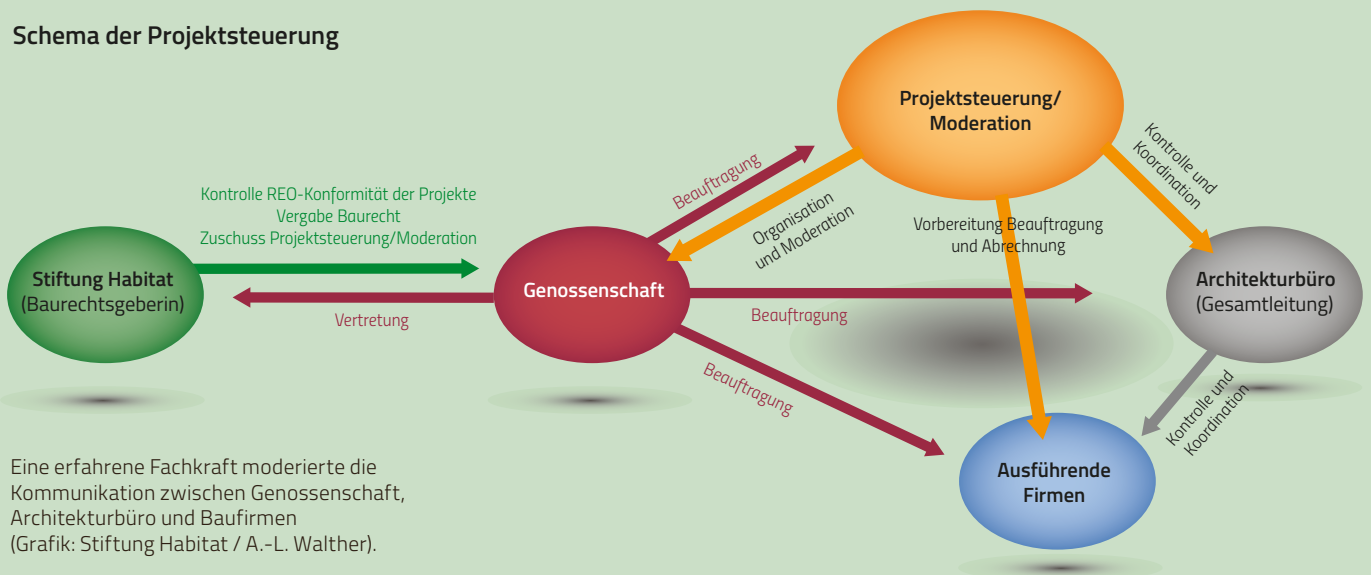 Schema der Projektsteuerung
Projektsteuerung/
Moderation
Kontrolle und
Koordination
Beauftragung
Organisation
und Moderation
Vorbereitung Beauftragung
und Abrechnung
Kontrolle REO-Konformität der Projekte
Vergabe Baurecht
Zuschuss Projektsteuerung/Moderation
Stiftung Habitat
(Baurechtsgeberin)
Vertretung
Genossenschaft
Beauftragung
Architekturbüro
(Gesamtleitung)
Beauftragung
Kontrolle und
Koordination
Ausführende
Firmen
Eine erfahrene Fachkraft moderierte die
Kommunikation zwischen Genossenschaft,
Architekturbüro und Baufirmen
(Grafik: Stiftung Habitat / A.-L. Walther).